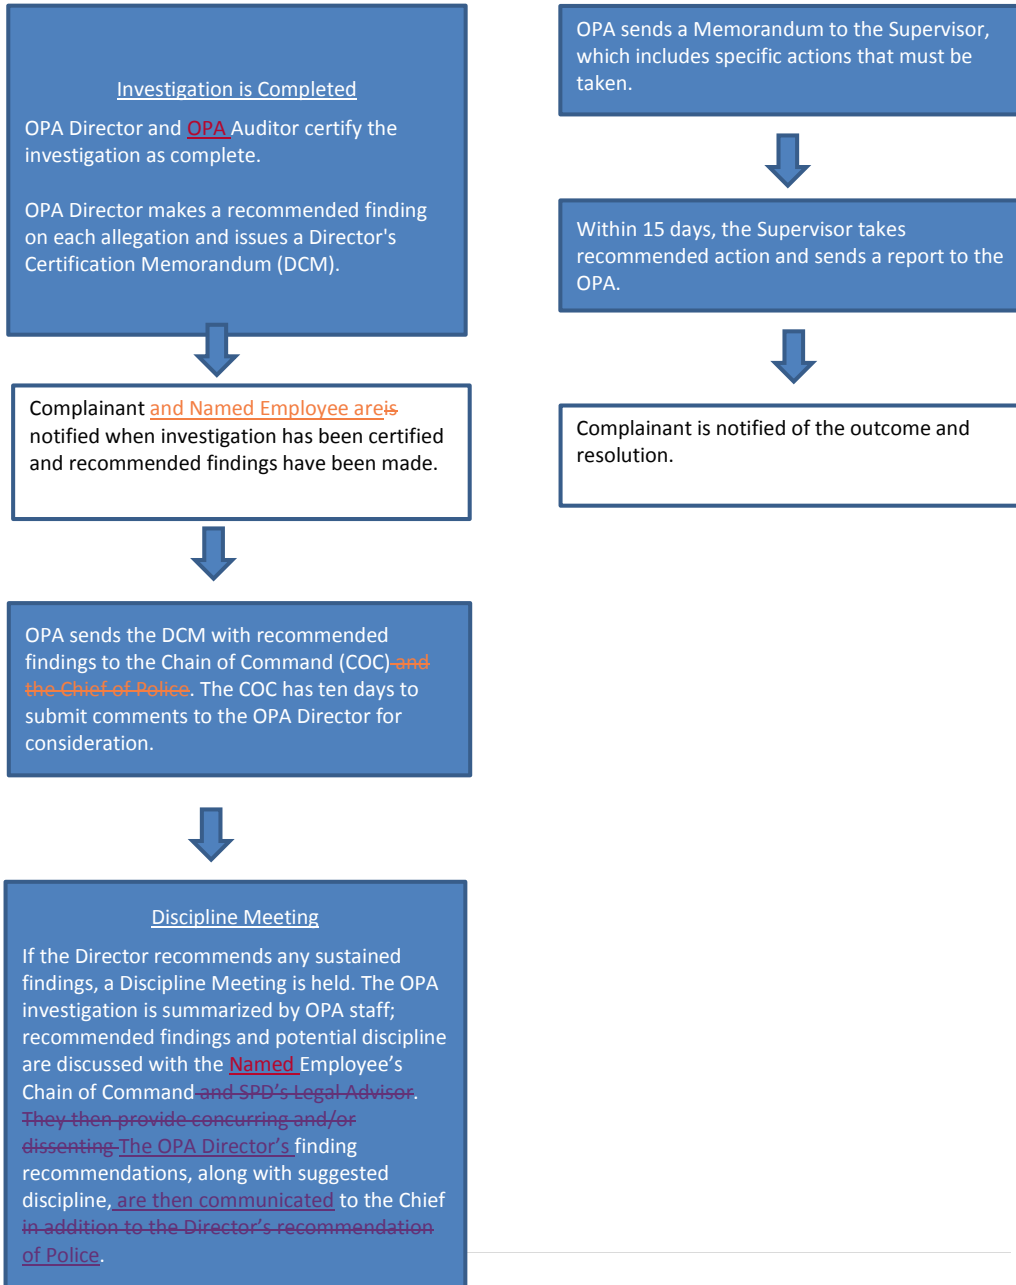 Investigation is Completed
OPA Director and OPA Auditor certify the
investigation as complete.
OPA Director makes a recommended finding
on each allegation and issues a Director's
Certification Memorandum (DCM).
Complainant and Named Employee areis
notified when investigation has been certified
and recommended findings have been made.
OPA sends the DCM with recommended
findings to the Chain of Command (COC) and
the Chief of Police. The COC has ten days to
submit comments to the OPA Director for
consideration.
Discipline Meeting
If the Director recommends any sustained
findings, a Discipline Meeting is held. The OPA
investigation is summarized by OPA staff;
recommended findings and potential discipline
are discussed with the Named Employee’s
Chain of Command and SPD’s Legal Advisor.
They then provide concurring and/or
dissenting The OPA Director’s finding
recommendations, along with suggested
discipline, are then communicated to the Chief
in addition to the Director’s recommendation
of Police.
OPA sends a Memorandum to the Supervisor,
which includes specific actions that must be
taken.
Within 15 days, the Supervisor takes
recommended action and sends a report to the
OPA.
Complainant is notified of the outcome and
resolution.